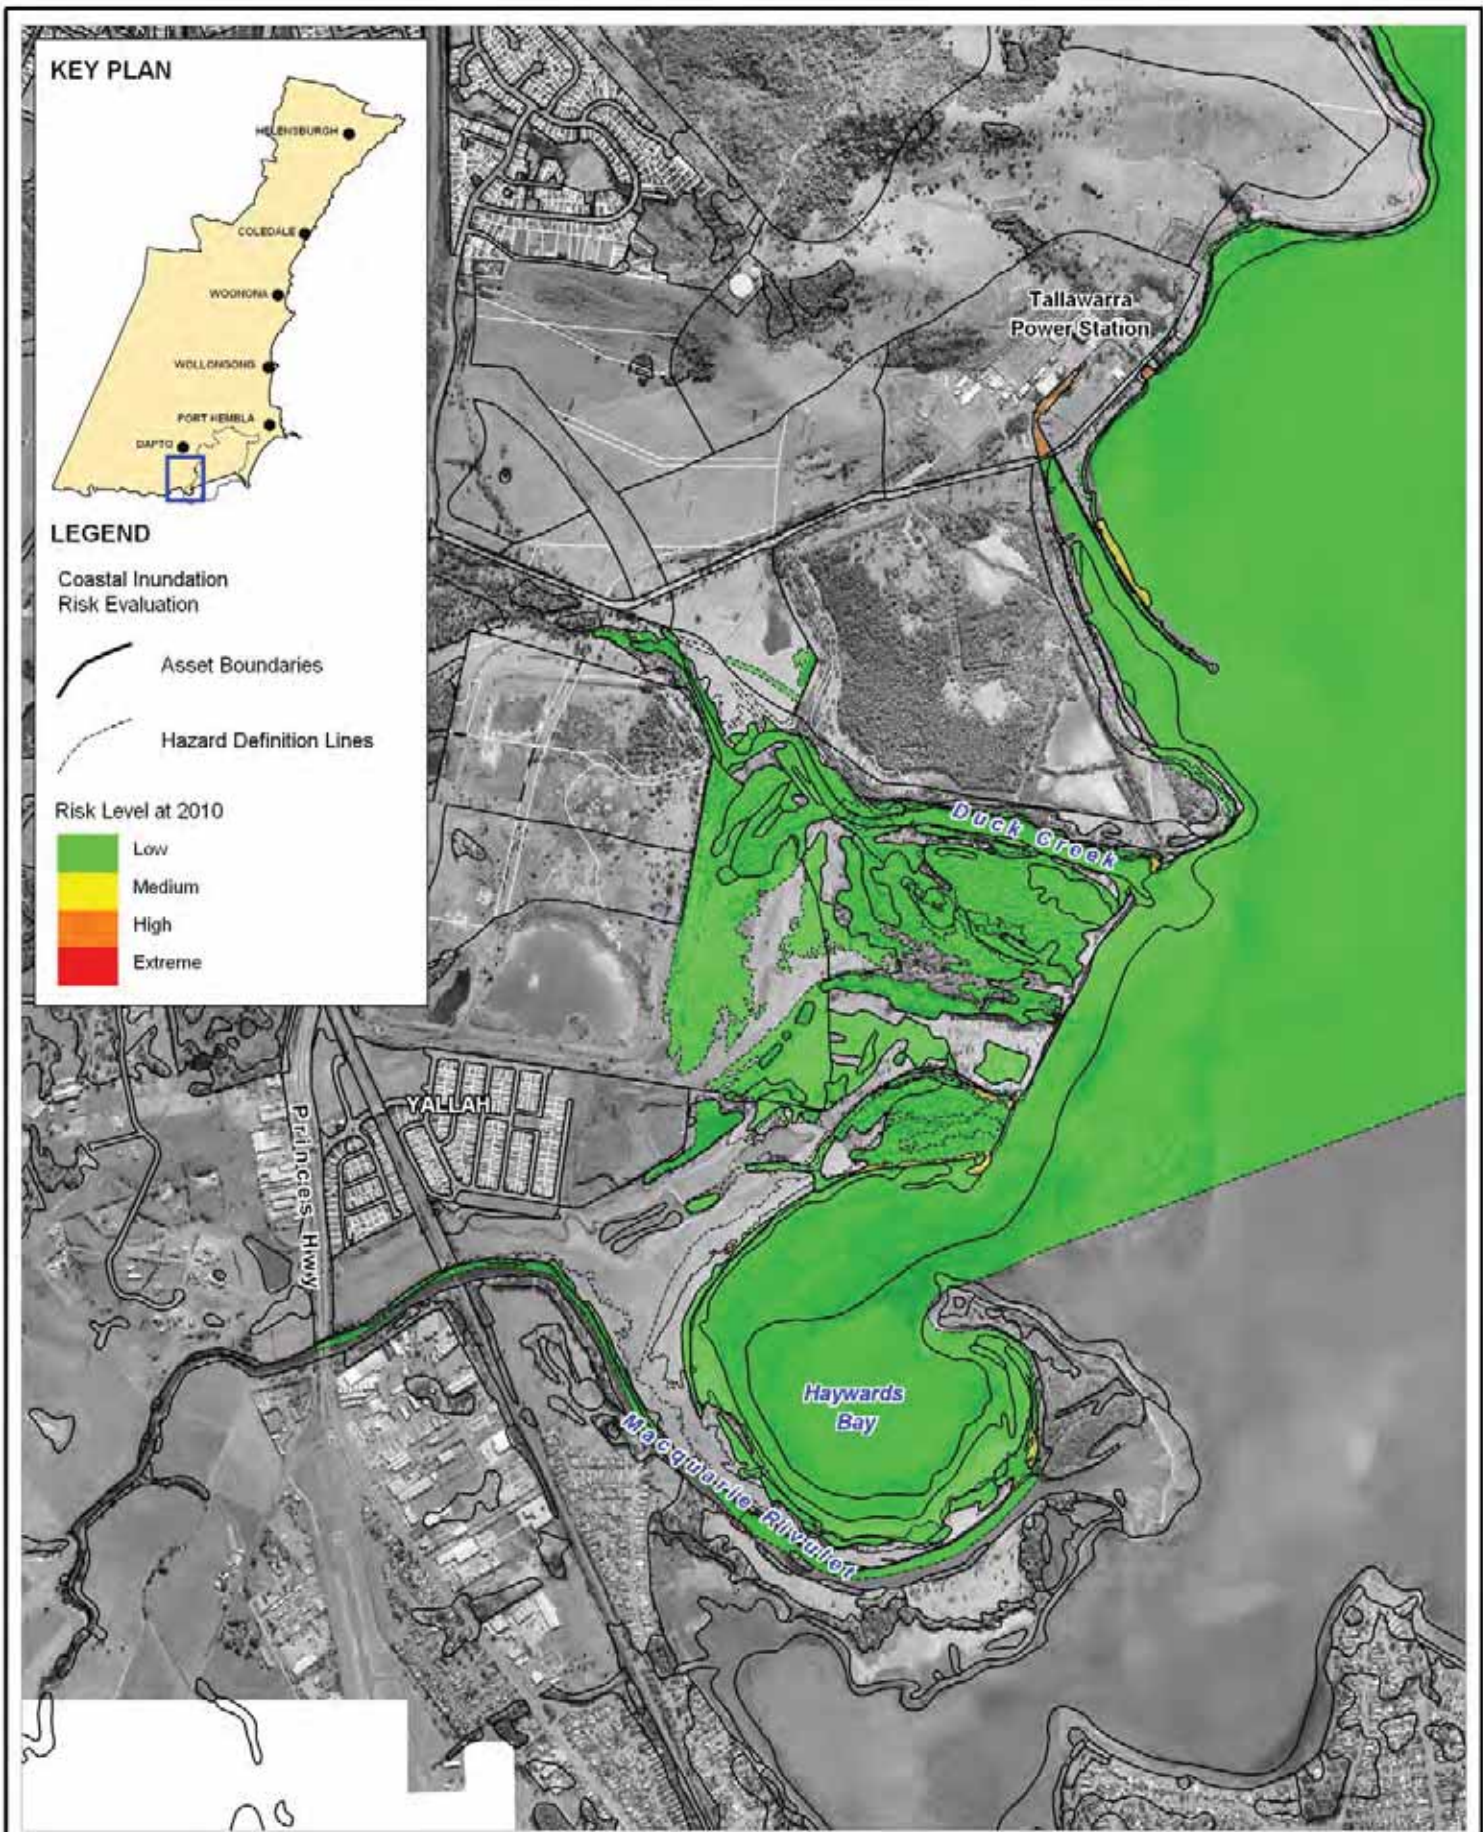 KEY PLAN
HELENSBURGH
COLEDALE
WOONONA
WOLLONGONG
PORT KEMBLA
DAPTO
LEGEND
Coastal Inundation
Risk Evaluation
Asset Boundaries
Hazard Definition Lines
Risk Level at 2010
Low
Medium
High
Extreme
Tallawarra
Power Station
Duck Creek
YALLAH
Princes Hwy
Haywards
Bay
Macquarie Rivulet